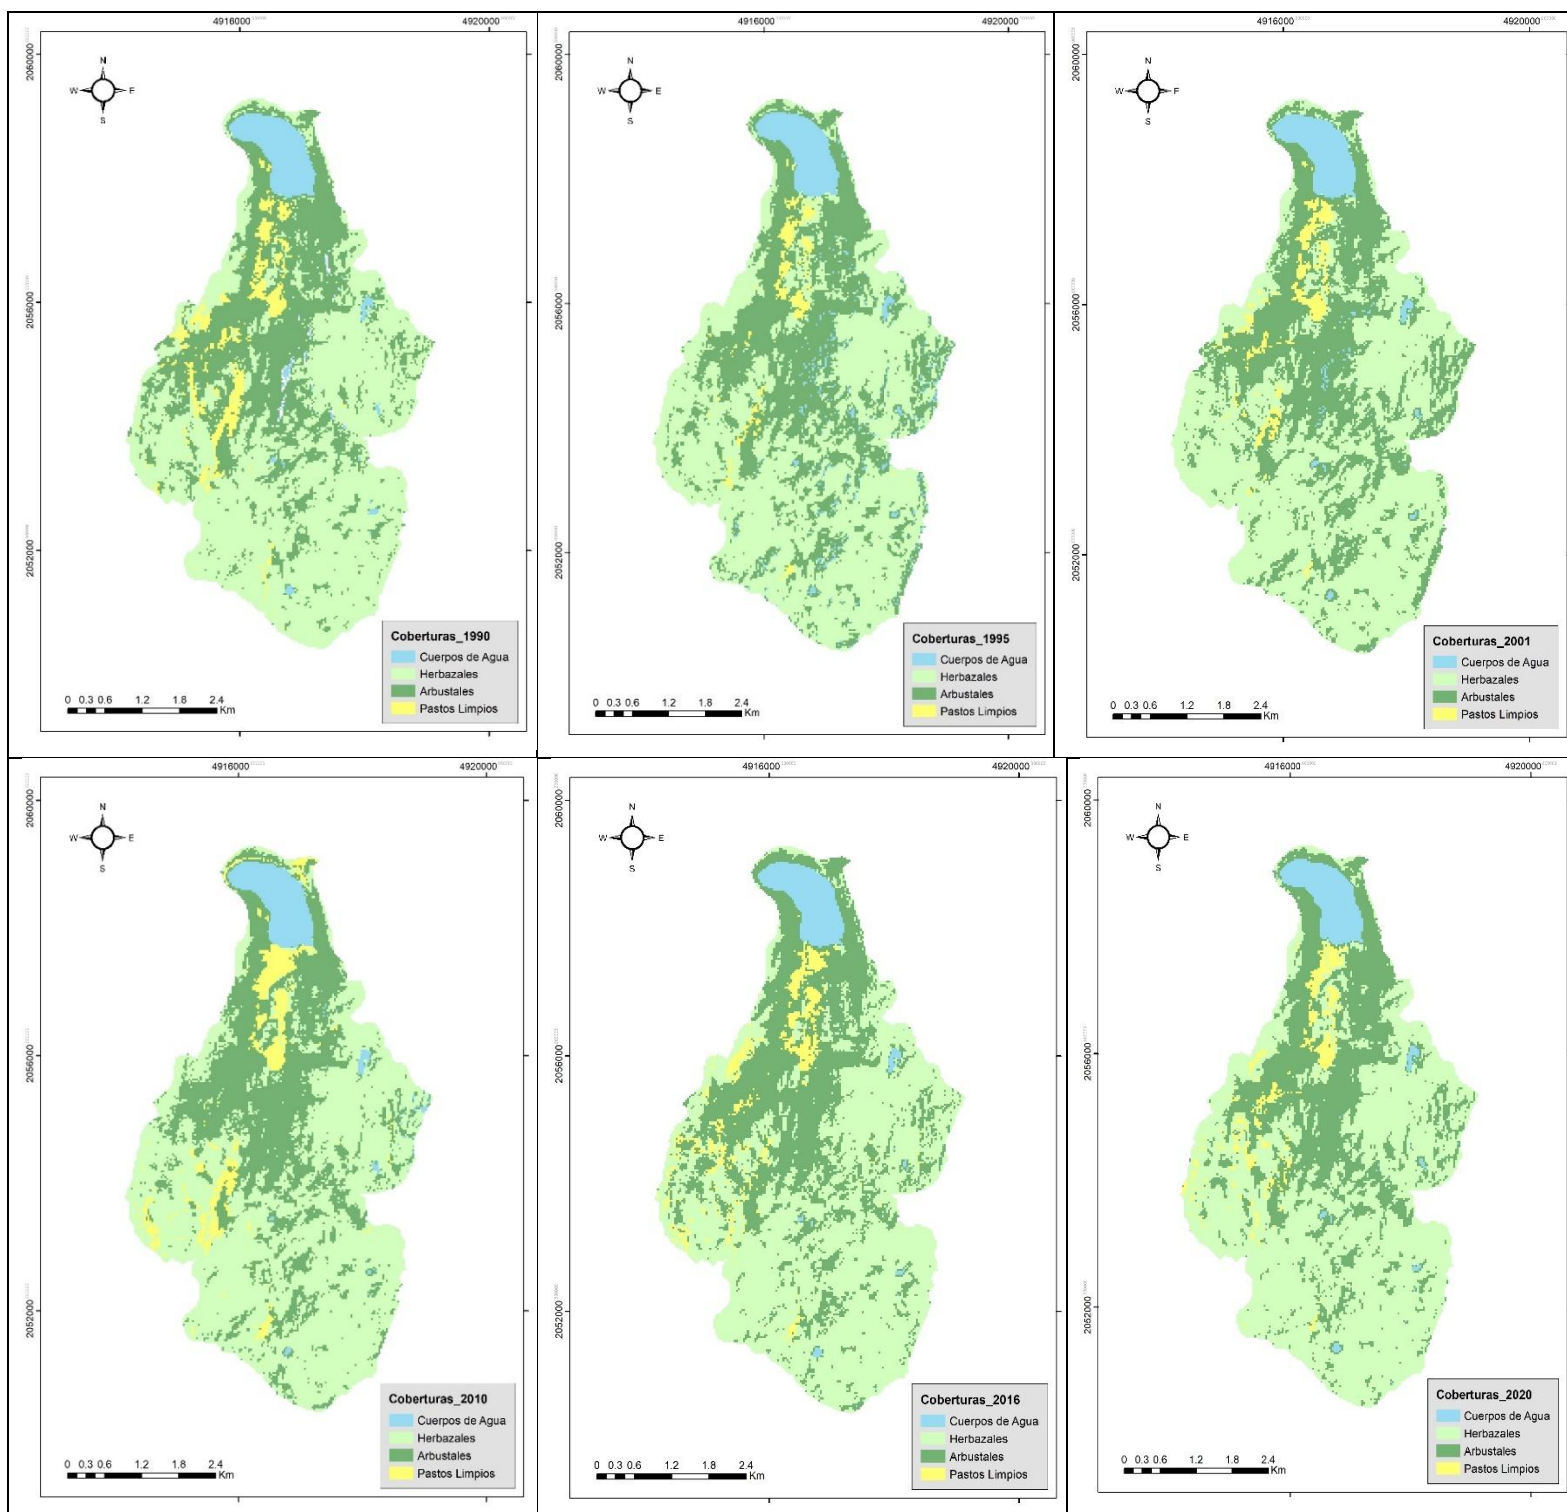 4916000 4920000
2060000
N
W E
S
2056000
2052000
Coberturas_1990
Cuerpos de Agua
Herbazales
Arbustales
Pastos Limpios
0 0.3 0.6 1.2 1.8 2.4
Km
4916000 4920000
2060000
N
W E
S
2056000
2052000
Coberturas_1995
Cuerpos de Agua
Herbazales
Arbustales
Pastos Limpios
0 0.3 0.6 1.2 1.8 2.4
Km
4916000 4920000
2060000
N
W E
S
2056000
2052000
Coberturas_2001
Cuerpos de Agua
Herbazales
Arbustales
Pastos Limpios
0 0.3 0.6 1.2 1.8 2.4
Km
4916000 4920000
2060000
N
W E
S
2056000
2052000
Coberturas_2010
Cuerpos de Agua
Herbazales
Arbustales
Pastos Limpios
0 0.3 0.6 1.2 1.8 2.4
Km
4916000 4920000
2060000
N
W E
S
2056000
2052000
Coberturas_2016
Cuerpos de Agua
Herbazales
Arbustales
Pastos Limpios
0 0.3 0.6 1.2 1.8 2.4
Km
4916000 4920000
2060000
N
W E
S
2056000
2052000
Coberturas_2020
Cuerpos de Agua
Herbazales
Arbustales
Pastos Limpios
0 0.3 0.6 1.2 1.8 2.4
Km